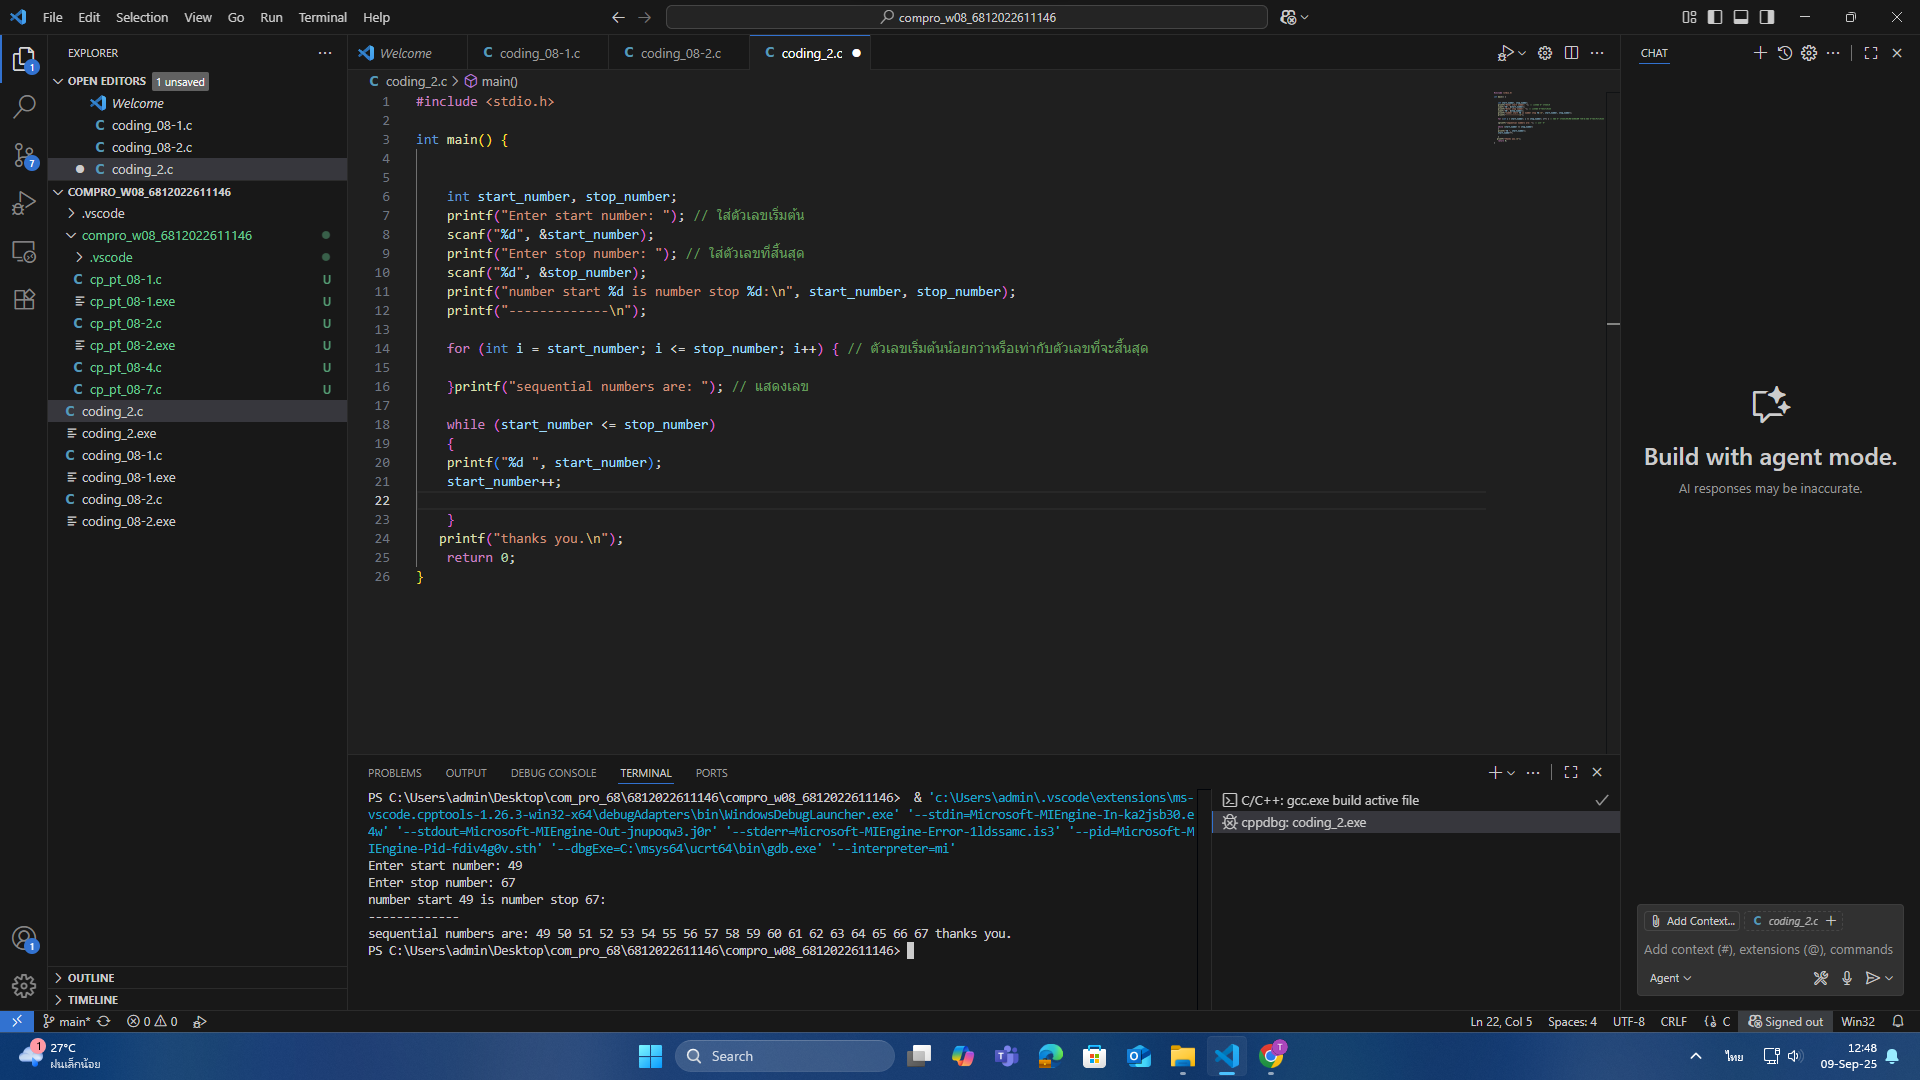 File Edit Selection View Go Run Terminal Help
compro_w08_6812022611146
EXPLORER
OPEN EDITORS 1 unsaved
Welcome
coding_08-1.c
coding_08-2.c
coding_2.c
COMPRO_W08_6812022611146
.vscode
compro_w08_6812022611146
.vscode
cp_pt_08-1.c U
cp_pt_08-1.exe U
cp_pt_08-2.c U
cp_pt_08-2.exe U
cp_pt_08-4.c U
cp_pt_08-7.c U
coding_2.c
coding_2.exe
coding_08-1.c
coding_08-1.exe
coding_08-2.c
coding_08-2.exe
OUTLINE
TIMELINE
1
7
1
Welcome coding_08-1.c coding_08-2.c coding_2.c
coding_2.c > main()
1 #include <stdio.h>
2
3 int main() {
4
5
6 int start_number, stop_number;
7 printf("Enter start number: "); // ใส่ตัวเลขเริ่มต้น
8 scanf("%d", &start_number);
9 printf("Enter stop number: "); // ใส่ตัวเลขที่สิ้นสุด
10 scanf("%d", &stop_number);
11 printf("number start %d is number stop %d:\n", start_number, stop_number);
12 printf("-------------\n");
13
14 for (int i = start_number; i <= stop_number; i++) { // ตัวเลขเริ่มต้นน้อยกว่าหรือเท่ากับตัวเลขที่จะสิ้นสุด
15
16 }printf("sequential numbers are: "); // แสดงเลข
17
18 while (start_number <= stop_number)
19 {
20 printf("%d ", start_number);
21 start_number++;
22
23 }
24 printf("thanks you.\n");
25 return 0;
26 }
PROBLEMS OUTPUT DEBUG CONSOLE TERMINAL PORTS
PS C:\Users\admin\Desktop\com_pro_68\6812022611146\compro_w08_6812022611146> & 'c:\Users\admin\.vscode\extensions\ms-
vscode.cpptools-1.26.3-win32-x64\debugAdapters\bin\WindowsDebugLauncher.exe' '--stdin=Microsoft-MIEngine-In-ka2jsb30.e
4w' '--stdout=Microsoft-MIEngine-Out-jnupoqw3.j0r' '--stderr=Microsoft-MIEngine-Error-1ldssamc.is3' '--pid=Microsoft-M
IEngine-Pid-fdiv4g0v.sth' '--dbgExe=C:\msys64\ucrt64\bin\gdb.exe' '--interpreter=mi'
Enter start number: 49
Enter stop number: 67
number start 49 is number stop 67:
-------------
sequential numbers are: 49 50 51 52 53 54 55 56 57 58 59 60 61 62 63 64 65 66 67 thanks you.
PS C:\Users\admin\Desktop\com_pro_68\6812022611146\compro_w08_6812022611146>
C/C++: gcc.exe build active file
cppdbg: coding_2.exe
CHAT
Build with agent mode.
AI responses may be inaccurate.
Add Context... coding_2.c
Add context (#), extensions (@), commands
Agent
main* 0 0
Ln 22, Col 5 Spaces: 4 UTF-8 CRLF {} C Signed out Win32
1
27°C
ฝนเล็กน้อย
Search
T
ไทย
12:48
09-Sep-25